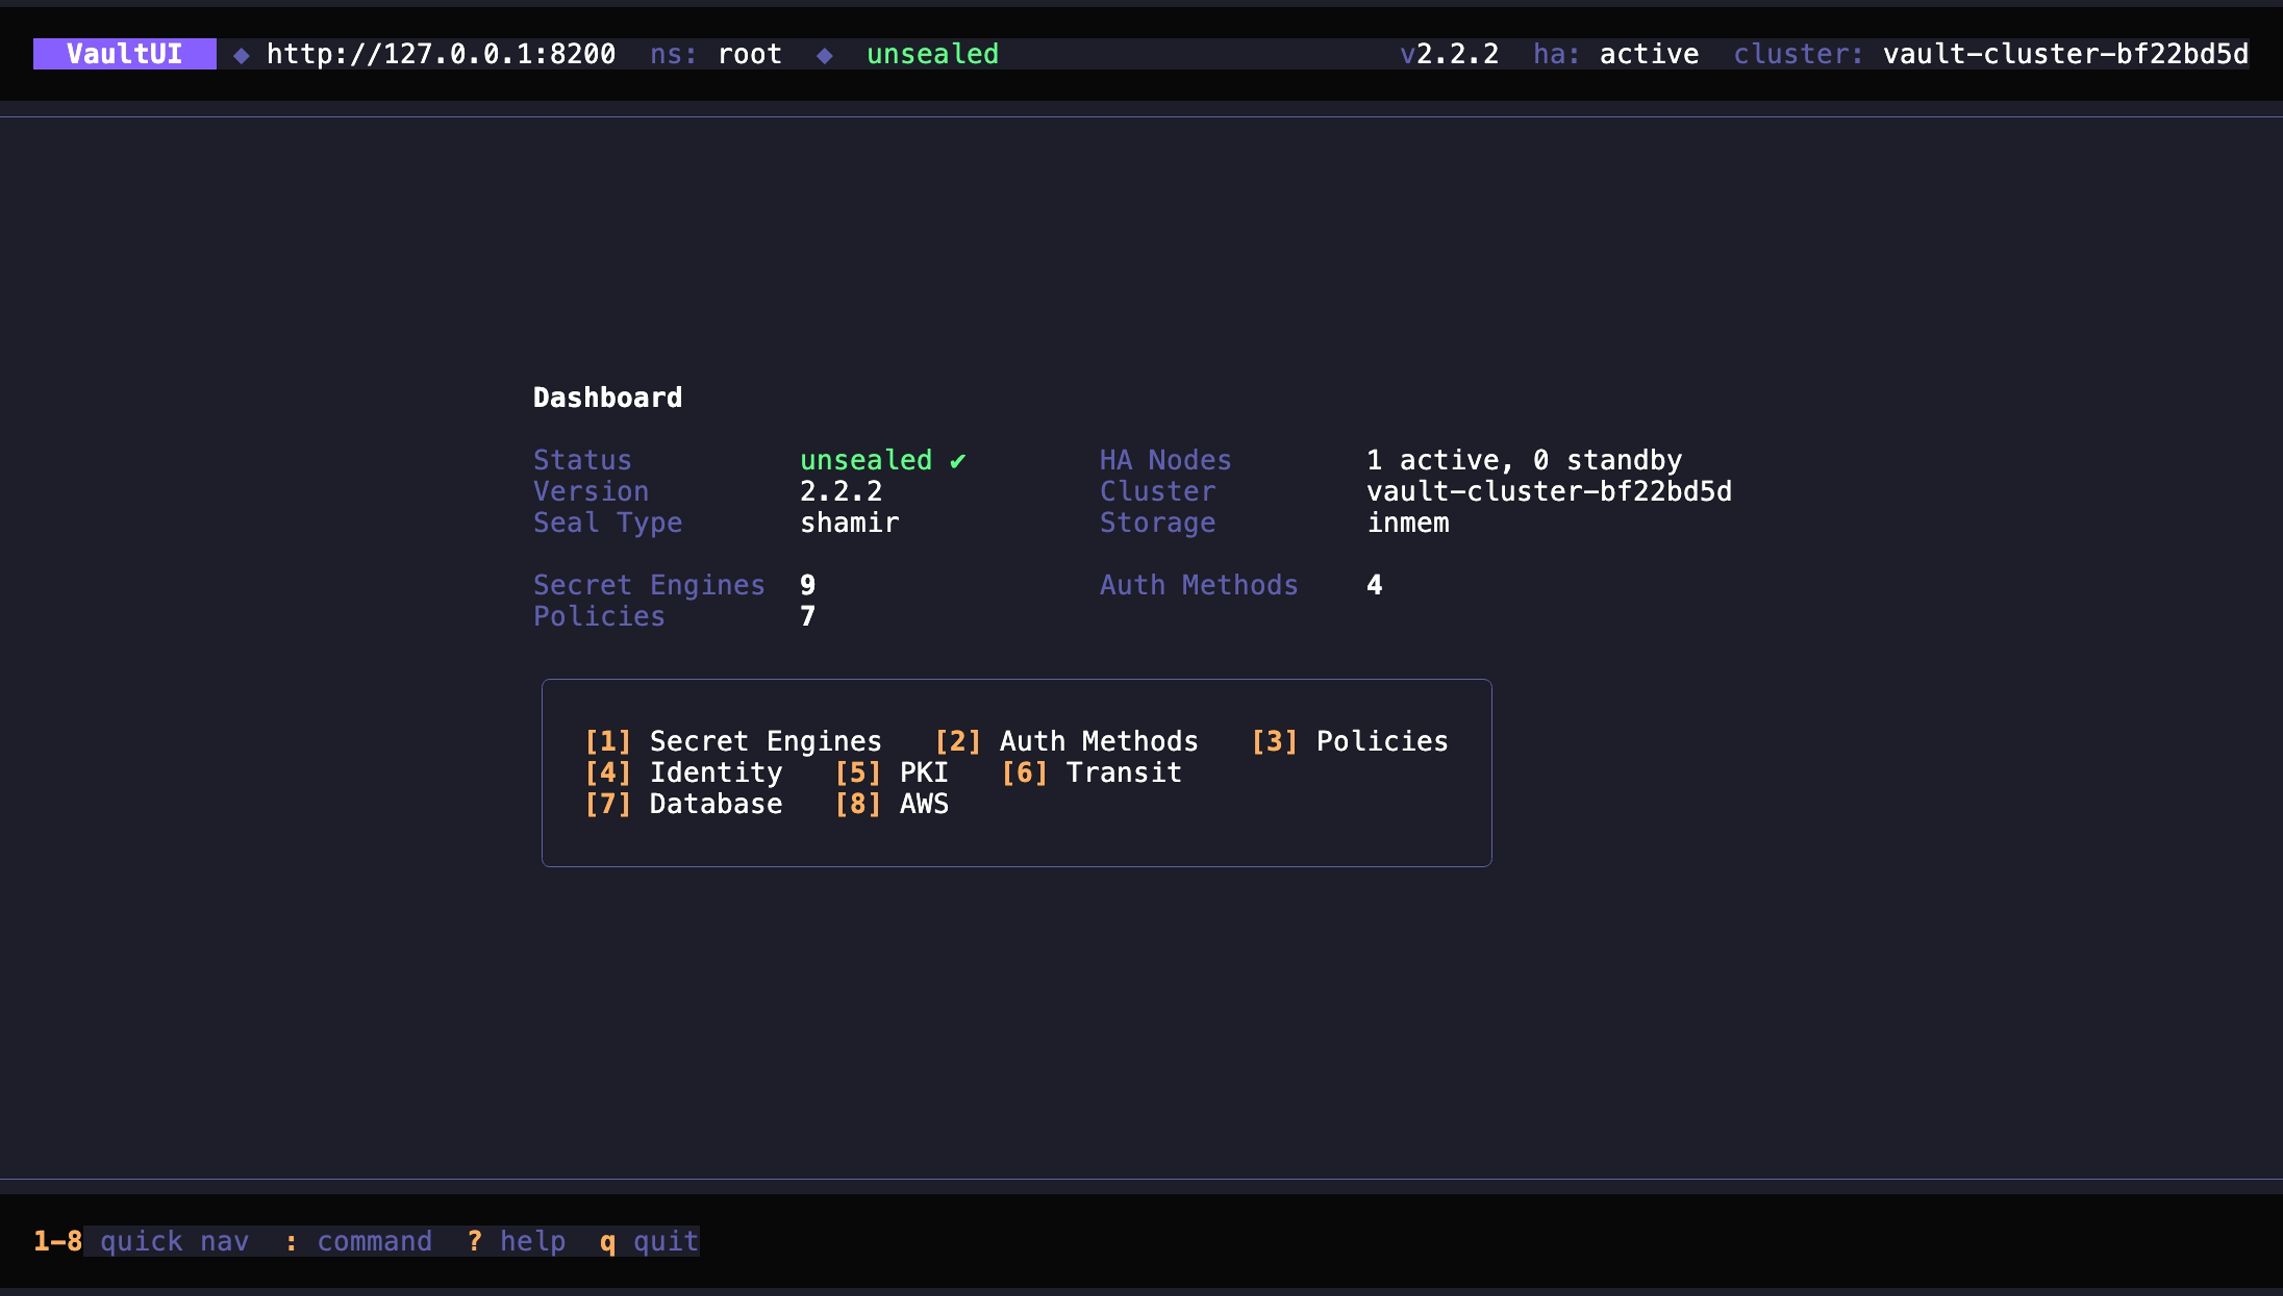 VaultUI ◆ http://127.0.0.1:8200 ns: root ◆ unsealed v2.2.2 ha: active cluster: vault-cluster-bf22bd5d
Dashboard
Status unsealed ✔ HA Nodes 1 active, 0 standby
Version 2.2.2 Cluster vault-cluster-bf22bd5d
Seal Type shamir Storage inmem
Secret Engines 9 Auth Methods 4
Policies 7
[1] Secret Engines [2] Auth Methods [3] Policies
[4] Identity [5] PKI [6] Transit
[7] Database [8] AWS
1-8 quick nav : command ? help q quit